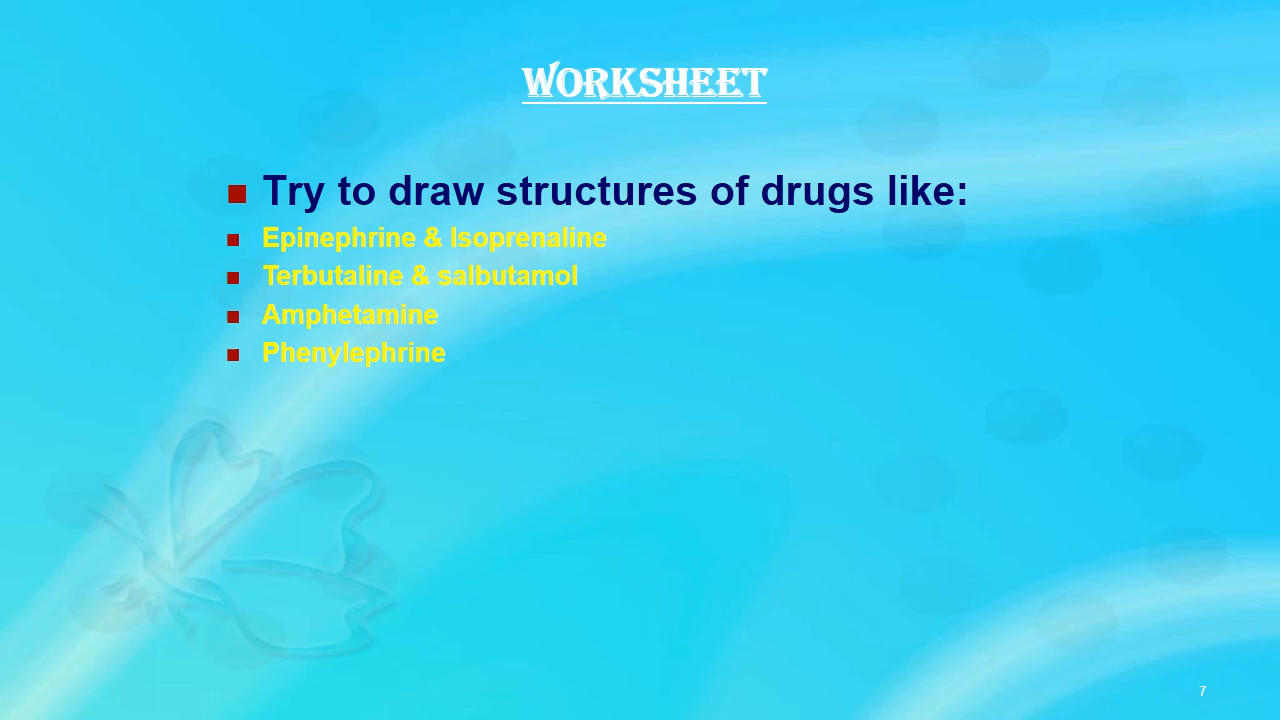 WORKSHEET
Try to draw structures of drugs like:
Epinephrine & Isoprenaline
Terbutaline & salbutamol
Amphetamine
Phenylephrine
7